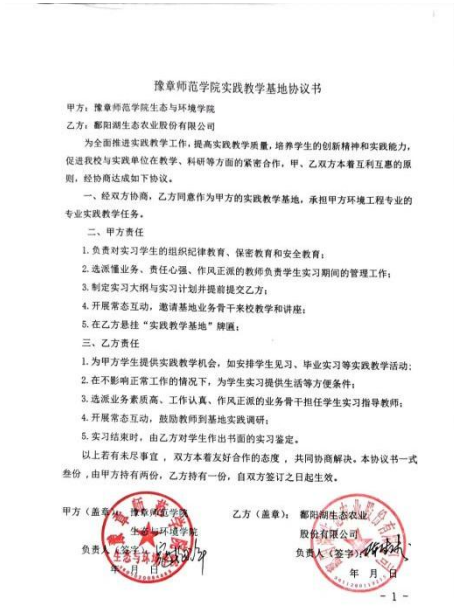 豫章师范学院实践教学基地协议书
甲方：豫章师范学院生态与环境学院
乙方：鄱阳湖生态农业股份有限公司
为全面推进实践教学工作，提高实践教学质量，培养学生的创新精神和实践能力，
促进我校与实践单位在教学、科研等方面的紧密合作，甲、乙双方本着互利互惠的原
则，经协商达成如下协议。
一、经双方协商，乙方同意作为甲方的实践教学基地，承担甲方环境工程专业的
专业实践教学任务。
二、甲方责任
1.负责对实习学生的组织纪律教育、保密教育和安全教育；
2.选派懂业务、责任心强、作风正派的教师负责学生实习期间的管理工作；
3.制定实习大纲与实习计划并提前提交乙方；
4.开展常态互动，邀请基地业务骨干来校教学和讲座；
5.在乙方悬挂“实践教学基地”牌匾；
三、乙方责任
1.为甲方学生提供实践教学机会，如安排学生见习、毕业实习等实践教学活动；
2.在不影响正常工作的情况下，为学生实习提供生活等方便条件；
3.选派业务素质高、工作认真、作风正派的业务骨干担任学生实习指导教师；
4.开展常态互动，鼓励教师到基地实践调研；
5.实习结束时，由乙方对学生作出书面的实习鉴定。
以上若有未尽事宜，双方本着友好合作的态度，共同协商解决。本协议书一式
叁份，由甲方持有两份，乙方持有一份，自双方签订之日起生效。
甲方（盖章）：豫章师范学院
生态与环境学院
负责人（签字）：
年 月 日
乙方（盖章）：鄱阳湖生态农业
股份有限公司
负责人（签字）：
年 月 日
- 1 -